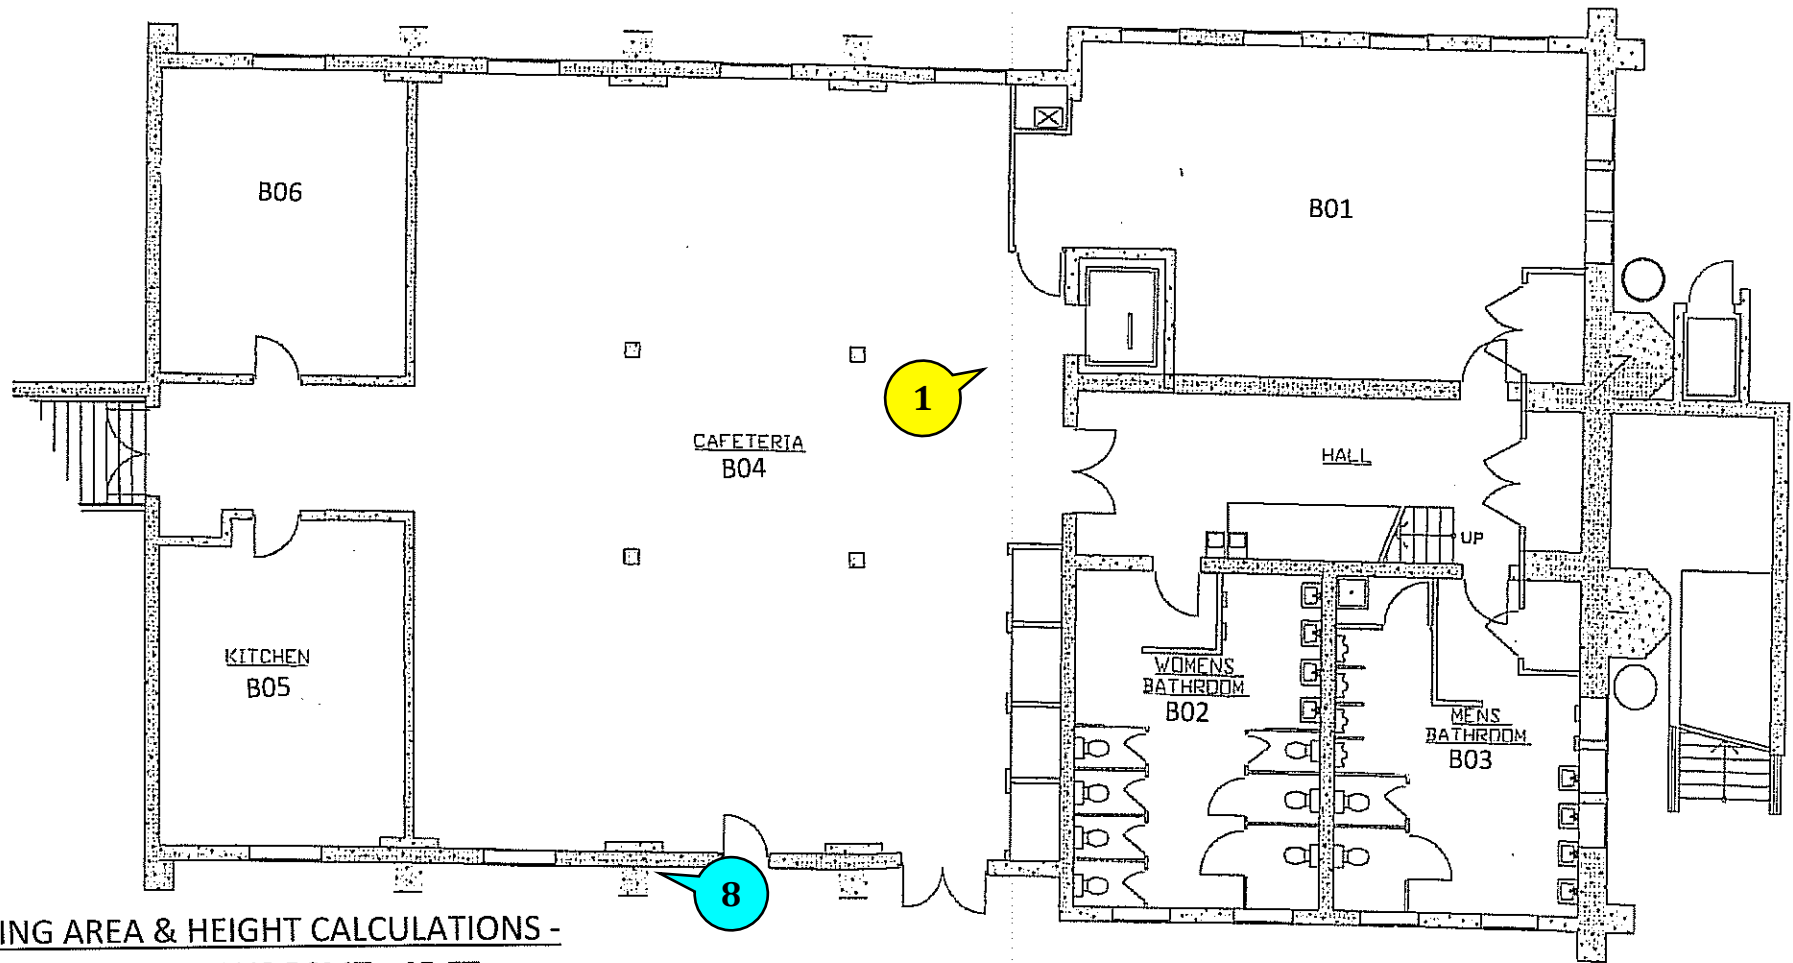 B06
B01
1
CAFETERIA
B04
HALL
UP
KITCHEN
B05
WOMENS
BATHROOM
B02
MENS
BATHROOM
B03
8
ING AREA & HEIGHT CALCULATIONS -